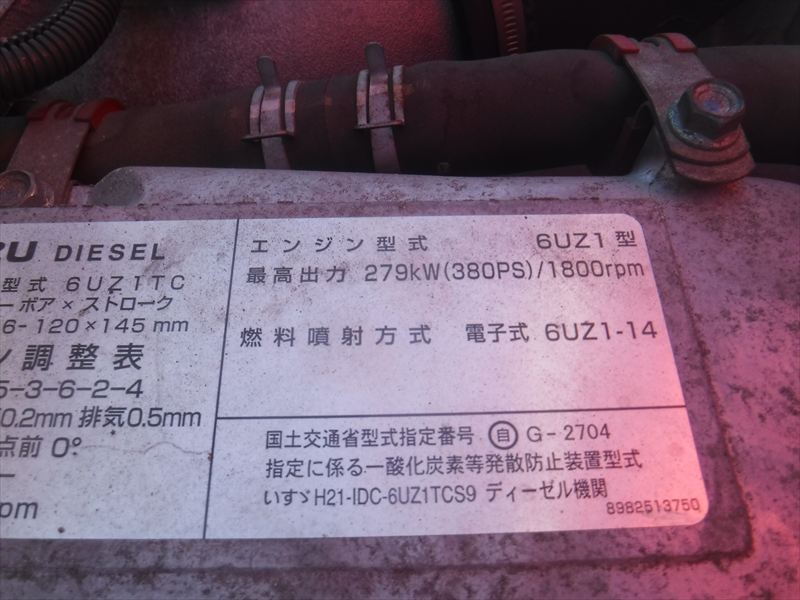 ZU DIESEL
型式 6UZ1TC
ーボア×ストローク
6-120×145mm
ン調整表
5-3-6-2-4
0.2mm 排気0.5mm
点前 0°
pm
エンジン型式 6UZ1型
最高出力 279kW(380PS)/1800rpm
燃料噴射方式 電子式 6UZ1-14
国土交通省型式指定番号 ㊀自 G-2704
指定に係る一酸化炭素等発散防止装置型式
いすゞH21-IDC-6UZ1TCS9 ディーゼル機関
8982513750